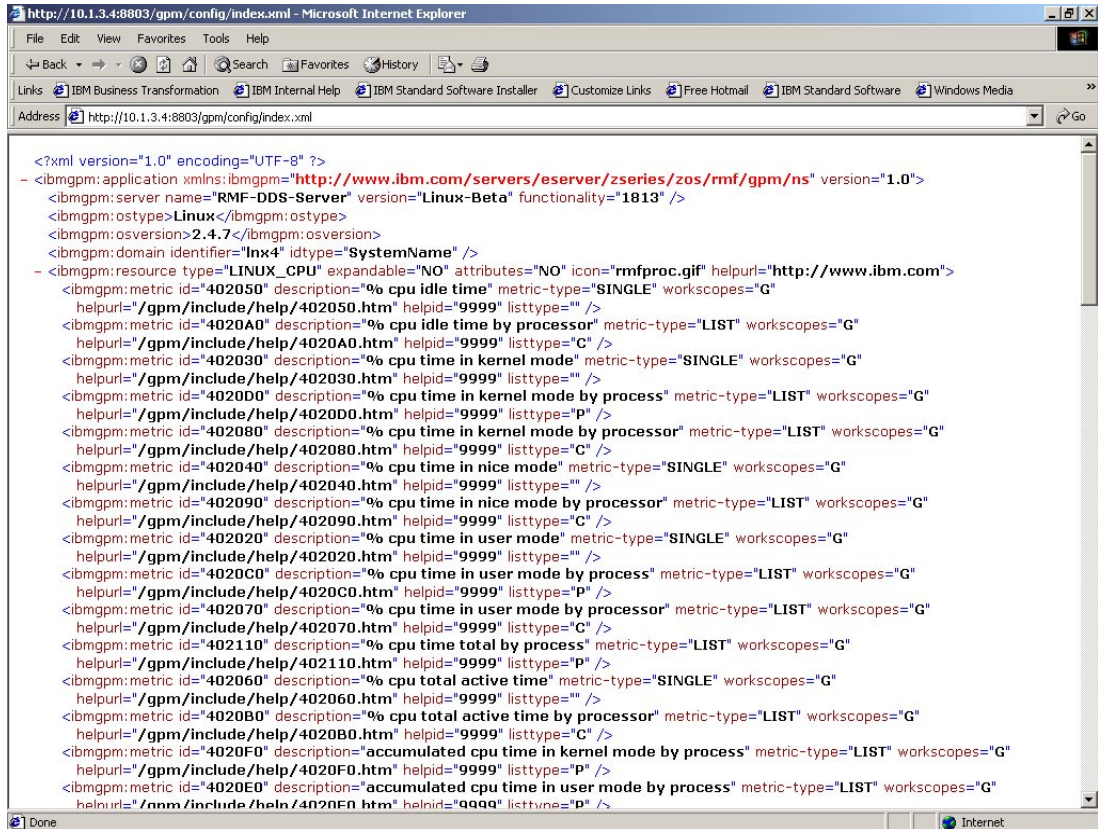 http://10.1.3.4:8803/gpm/config/index.xml - Microsoft Internet Explorer
File Edit View Favorites Tools Help
Back Search Favorites History
Links IBM Business Transformation IBM Internal Help IBM Standard Software Installer Customize Links Free Hotmail IBM Standard Software Windows Media »
Address http://10.1.3.4:8803/gpm/config/index.xml Go
<?xml version="1.0" encoding="UTF-8" ?>
- <ibmgpm:application xmlns:ibmgpm="http://www.ibm.com/servers/eserver/zseries/zos/rmf/gpm/ns" version="1.0">
<ibmgpm:server name="RMF-DDS-Server" version="Linux-Beta" functionality="1813" />
<ibmgpm:ostype>Linux</ibmgpm:ostype>
<ibmgpm:osversion>2.4.7</ibmgpm:osversion>
<ibmgpm:domain identifier="lnx4" idtype="SystemName" />
- <ibmgpm:resource type="LINUX_CPU" expandable="NO" attributes="NO" icon="rmfproc.gif" helpurl="http://www.ibm.com">
<ibmgpm:metric id="402050" description="% cpu idle time" metric-type="SINGLE" workscopes="G"
helpurl="/gpm/include/help/402050.htm" helpid="9999" listtype="" />
<ibmgpm:metric id="4020A0" description="% cpu idle time by processor" metric-type="LIST" workscopes="G"
helpurl="/gpm/include/help/4020A0.htm" helpid="9999" listtype="C" />
<ibmgpm:metric id="402030" description="% cpu time in kernel mode" metric-type="SINGLE" workscopes="G"
helpurl="/gpm/include/help/402030.htm" helpid="9999" listtype="" />
<ibmgpm:metric id="4020D0" description="% cpu time in kernel mode by process" metric-type="LIST" workscopes="G"
helpurl="/gpm/include/help/4020D0.htm" helpid="9999" listtype="P" />
<ibmgpm:metric id="402080" description="% cpu time in kernel mode by processor" metric-type="LIST" workscopes="G"
helpurl="/gpm/include/help/402080.htm" helpid="9999" listtype="C" />
<ibmgpm:metric id="402040" description="% cpu time in nice mode" metric-type="SINGLE" workscopes="G"
helpurl="/gpm/include/help/402040.htm" helpid="9999" listtype="" />
<ibmgpm:metric id="402090" description="% cpu time in nice mode by processor" metric-type="LIST" workscopes="G"
helpurl="/gpm/include/help/402090.htm" helpid="9999" listtype="C" />
<ibmgpm:metric id="402020" description="% cpu time in user mode" metric-type="SINGLE" workscopes="G"
helpurl="/gpm/include/help/402020.htm" helpid="9999" listtype="" />
<ibmgpm:metric id="4020C0" description="% cpu time in user mode by process" metric-type="LIST" workscopes="G"
helpurl="/gpm/include/help/4020C0.htm" helpid="9999" listtype="P" />
<ibmgpm:metric id="402070" description="% cpu time in user mode by processor" metric-type="LIST" workscopes="G"
helpurl="/gpm/include/help/402070.htm" helpid="9999" listtype="C" />
<ibmgpm:metric id="402110" description="% cpu time total by process" metric-type="LIST" workscopes="G"
helpurl="/gpm/include/help/402110.htm" helpid="9999" listtype="P" />
<ibmgpm:metric id="402060" description="% cpu total active time" metric-type="SINGLE" workscopes="G"
helpurl="/gpm/include/help/402060.htm" helpid="9999" listtype="" />
<ibmgpm:metric id="4020B0" description="% cpu total active time by processor" metric-type="LIST" workscopes="G"
helpurl="/gpm/include/help/4020B0.htm" helpid="9999" listtype="C" />
<ibmgpm:metric id="4020F0" description="accumulated cpu time in kernel mode by process" metric-type="LIST" workscopes="G"
helpurl="/gpm/include/help/4020F0.htm" helpid="9999" listtype="P" />
<ibmgpm:metric id="4020E0" description="accumulated cpu time in user mode by process" metric-type="LIST" workscopes="G"
helpurl="/gpm/include/help/4020E0.htm" helpid="9999" listtype="P" />
Done Internet